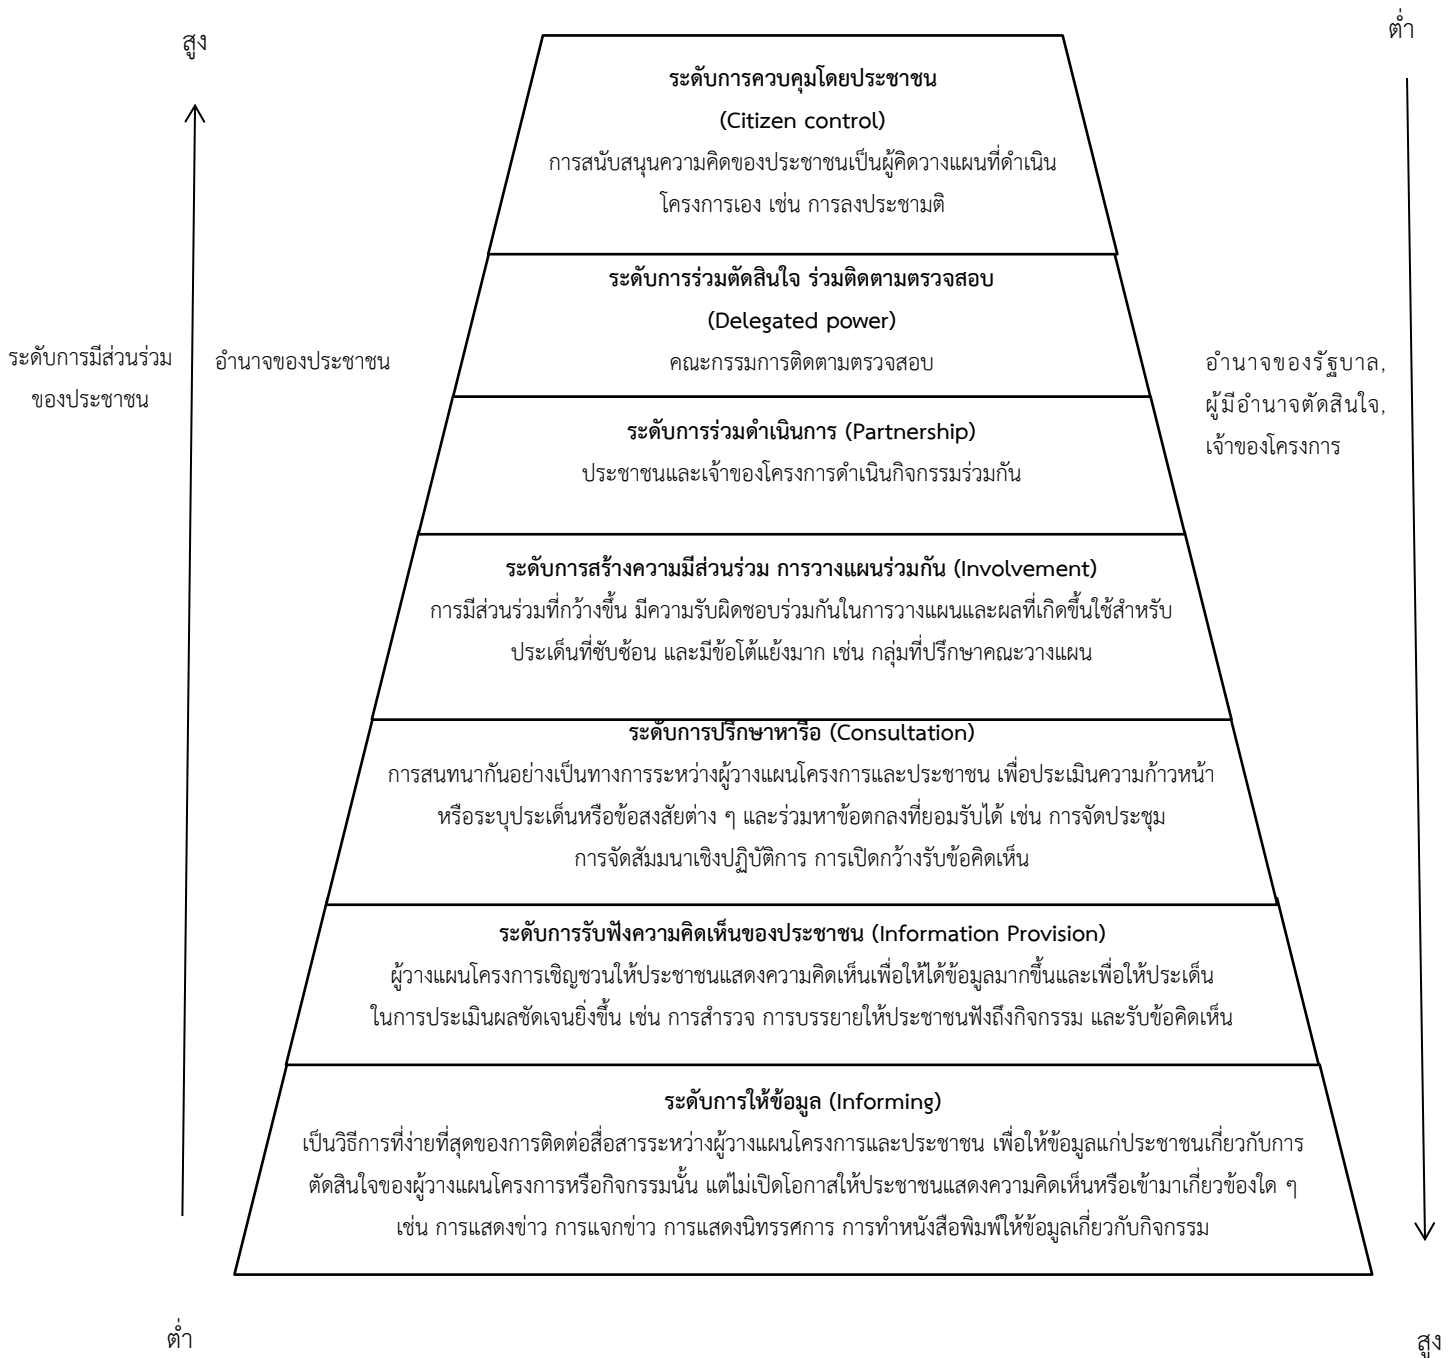 สูง
ต่ำ
ระดับการควบคุมโดยประชาชน
(Citizen control)
การสนับสนุนความคิดของประชาชนเป็นผู้คิดวางแผนที่ดำเนิน
โครงการเอง เช่น การลงประชามติ
ระดับการร่วมตัดสินใจ ร่วมติดตามตรวจสอบ
(Delegated power)
คณะกรรมการติดตามตรวจสอบ
ระดับการมีส่วนร่วม
ของประชาชน
อำนาจของประชาชน
อำนาจของรัฐบาล,
ผู้มีอำนาจตัดสินใจ,
เจ้าของโครงการ
ระดับการร่วมดำเนินการ (Partnership)
ประชาชนและเจ้าของโครงการดำเนินกิจกรรมร่วมกัน
ระดับการสร้างความมีส่วนร่วม การวางแผนร่วมกัน (Involvement)
การมีส่วนร่วมที่กว้างขึ้น มีความรับผิดชอบร่วมกันในการวางแผนและผลที่เกิดขึ้นใช้สำหรับ
ประเด็นที่ซับซ้อน และมีข้อโต้แย้งมาก เช่น กลุ่มที่ปรึกษาคณะวางแผน
ระดับการปรึกษาหารือ (Consultation)
การสนทนากันอย่างเป็นทางการระหว่างผู้วางแผนโครงการและประชาชน เพื่อประเมินความก้าวหน้า
หรือระบุประเด็นหรือข้อสงสัยต่าง ๆ และร่วมหาข้อตกลงที่ยอมรับได้ เช่น การจัดประชุม
การจัดสัมมนาเชิงปฏิบัติการ การเปิดกว้างรับข้อคิดเห็น
ระดับการรับฟังความคิดเห็นของประชาชน (Information Provision)
ผู้วางแผนโครงการเชิญชวนให้ประชาชนแสดงความคิดเห็นเพื่อให้ได้ข้อมูลมากขึ้นและเพื่อให้ประเด็น
ในการประเมินผลชัดเจนยิ่งขึ้น เช่น การสำรวจ การบรรยายให้ประชาชนฟังถึงกิจกรรม และรับข้อคิดเห็น
ระดับการให้ข้อมูล (Informing)
เป็นวิธีการที่ง่ายที่สุดของการติดต่อสื่อสารระหว่างผู้วางแผนโครงการและประชาชน เพื่อให้ข้อมูลแก่ประชาชนเกี่ยวกับการ
ตัดสินใจของผู้วางแผนโครงการหรือกิจกรรมนั้น แต่ไม่เปิดโอกาสให้ประชาชนแสดงความคิดเห็นหรือเข้ามาเกี่ยวข้องใด ๆ
เช่น การแสดงข่าว การแจกข่าว การแสดงนิทรรศการ การทำหนังสือพิมพ์ให้ข้อมูลเกี่ยวกับกิจกรรม
ต่ำ
สูง